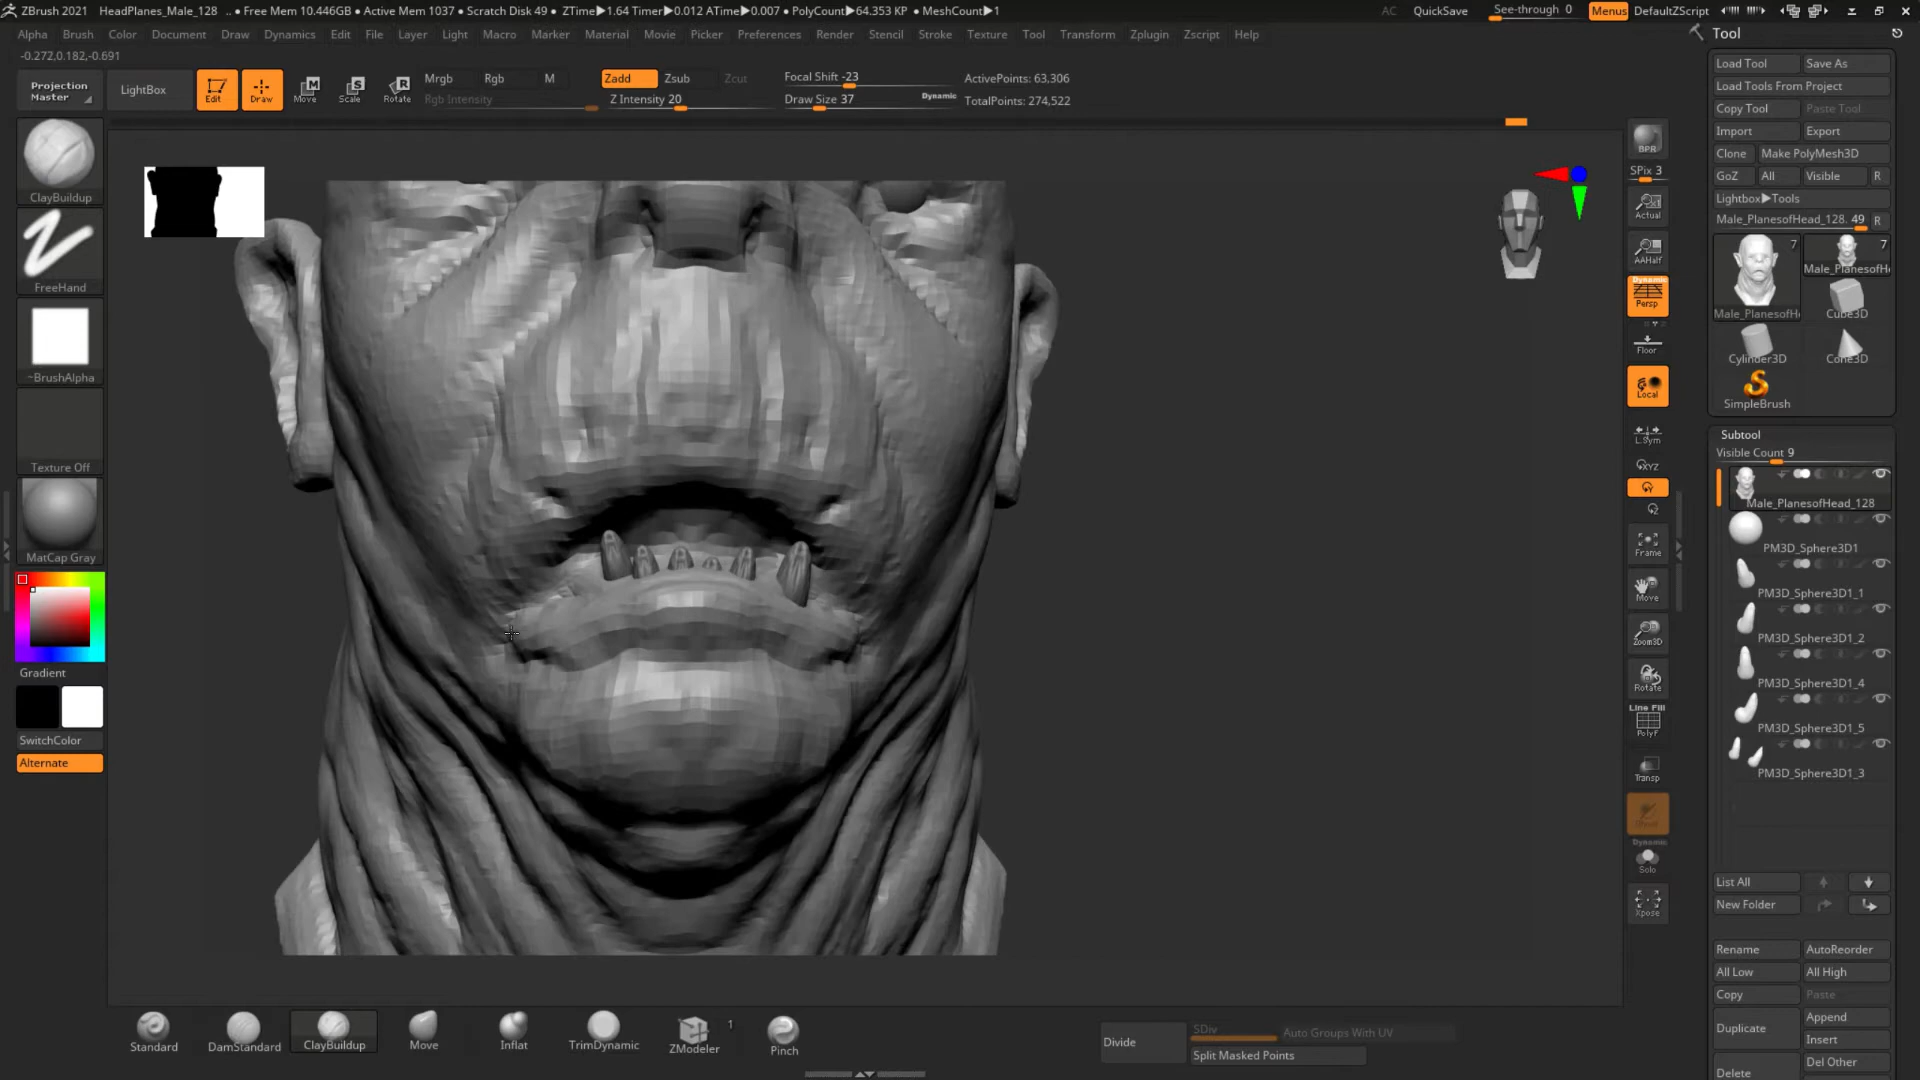 ZBrush 2021 HeadPlanes_Male_128 .. • Free Mem 10.446GB • Active Mem 1037 • Scratch Disk 49 • ZTime▶1.64 Timer▶0.012 ATime▶0.007 • PolyCount▶64.353 KP • MeshCount▶1 AC QuickSave See-through 0 Menus DefaultZScript
Alpha Brush Color Document Draw Dynamics Edit File Layer Light Macro Marker Material Movie Picker Preferences Render Stencil Stroke Texture Tool Transform Zplugin Zscript Help
-0.272,0.182,-0.691
Projection
Master
LightBox
Edit
Draw
Move
Scale
Rotate
Mrgb Rgb M
Rgb Intensity
Zadd Zsub Zcut
Z Intensity 20
Focal Shift -23
Draw Size 37
Dynamic
ActivePoints: 63,306
TotalPoints: 274,522
ClayBuildup
FreeHand
~BrushAlpha
Texture Off
MatCap Gray
Gradient
SwitchColor
Alternate
BPR
SPix 3
Actual
AAHalf
Dynamic
Persp
Floor
Local
L.Sym
XYZ
Y
Z
Frame
Move
Zoom3D
Rotate
Line Fill
PolyF
Transp
Dynamic
Solo
Xpose
Tool
Load Tool Save As
Load Tools From Project
Copy Tool Paste Tool
Import Export
Clone Make PolyMesh3D
GoZ All Visible R
Lightbox▶Tools
Male_PlanesofHead_128. 49 R
7
7
Male_PlanesofHe
Male_PlanesofHe
Cube3D
Cylinder3D
Cone3D
SimpleBrush
Subtool
Visible Count 9
Male_PlanesofHead_128
PM3D_Sphere3D1
PM3D_Sphere3D1_1
PM3D_Sphere3D1_2
PM3D_Sphere3D1_4
PM3D_Sphere3D1_5
PM3D_Sphere3D1_3
List All
New Folder
Rename AutoReorder
All Low All High
Copy Paste
Duplicate Append
Insert
Delete Del Other
Standard
DamStandard
ClayBuildup
Move
Inflat
TrimDynamic
ZModeler
1
Pinch
Divide
SDiv
Auto Groups With UV
Split Masked Points